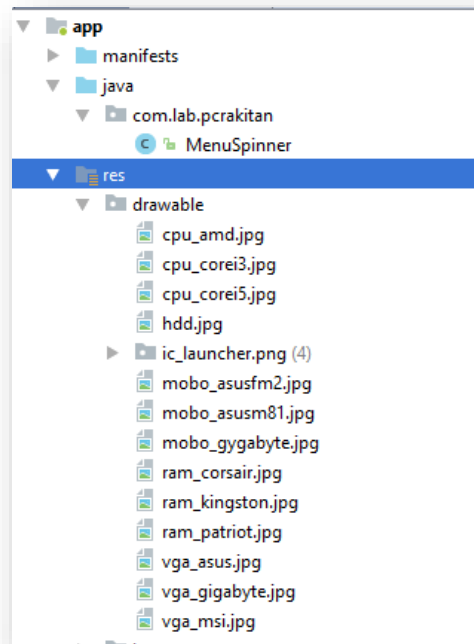 app
manifests
java
com.lab.pcrakitan
C MenuSpinner
res
drawable
cpu_amd.jpg
cpu_corei3.jpg
cpu_corei5.jpg
hdd.jpg
ic_launcher.png (4)
mobo_asusfm2.jpg
mobo_asusm81.jpg
mobo_gygabyte.jpg
ram_corsair.jpg
ram_kingston.jpg
ram_patriot.jpg
vga_asus.jpg
vga_gigabyte.jpg
vga_msi.jpg